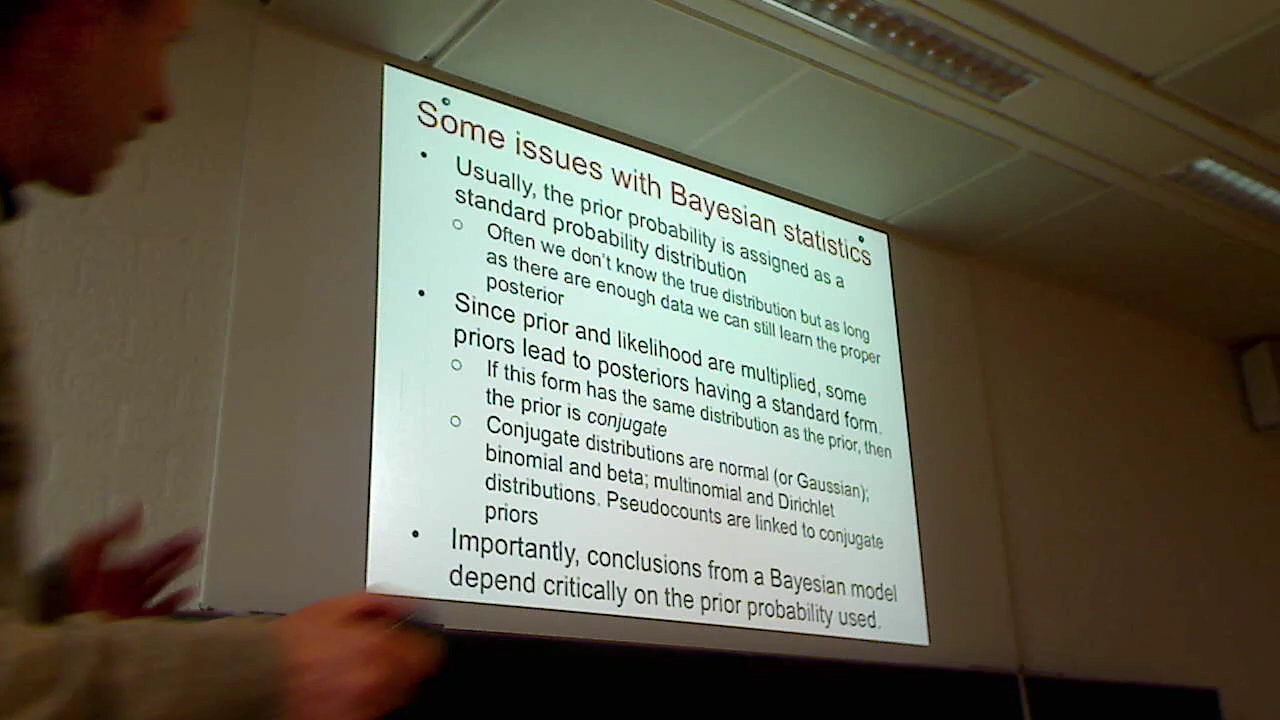 Some issues with Bayesian statistics
• Usually, the prior probability is assigned as a
standard probability distribution
○ Often we don't know the true distribution but as long
as there are enough data we can still learn the proper
posterior
• Since prior and likelihood are multiplied, some
priors lead to posteriors having a standard form.
○ If this form has the same distribution as the prior, then
the prior is conjugate
○ Conjugate distributions are normal (or Gaussian);
binomial and beta; multinomial and Dirichlet
distributions. Pseudocounts are linked to conjugate
priors
• Importantly, conclusions from a Bayesian model
depend critically on the prior probability used.